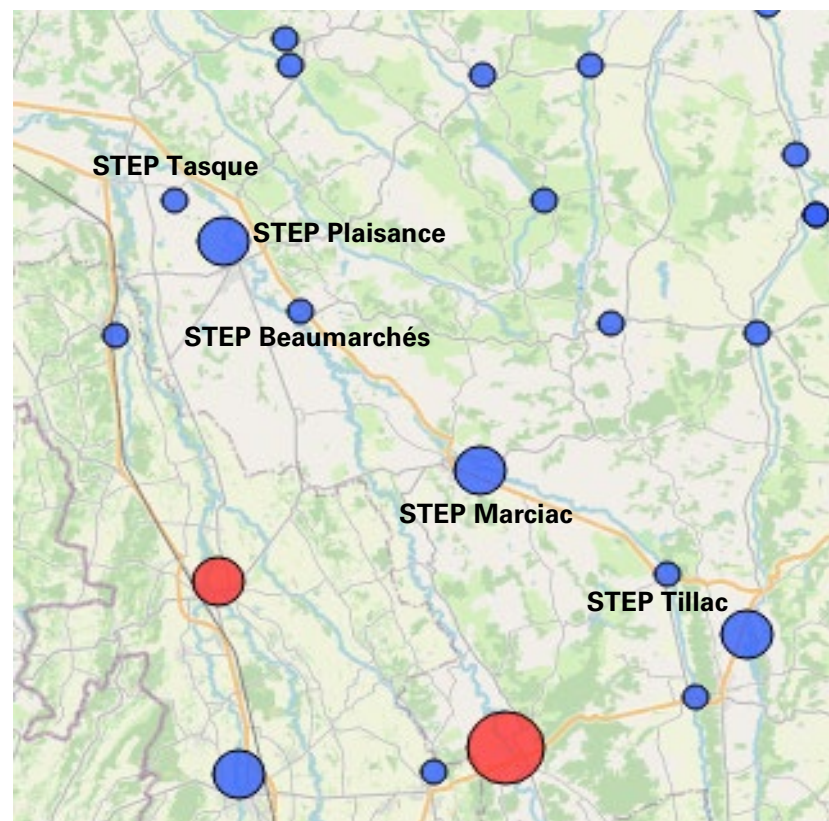 STEP Tasque
STEP Plaisance
STEP Beaumarchés
STEP Marciac
STEP Tillac